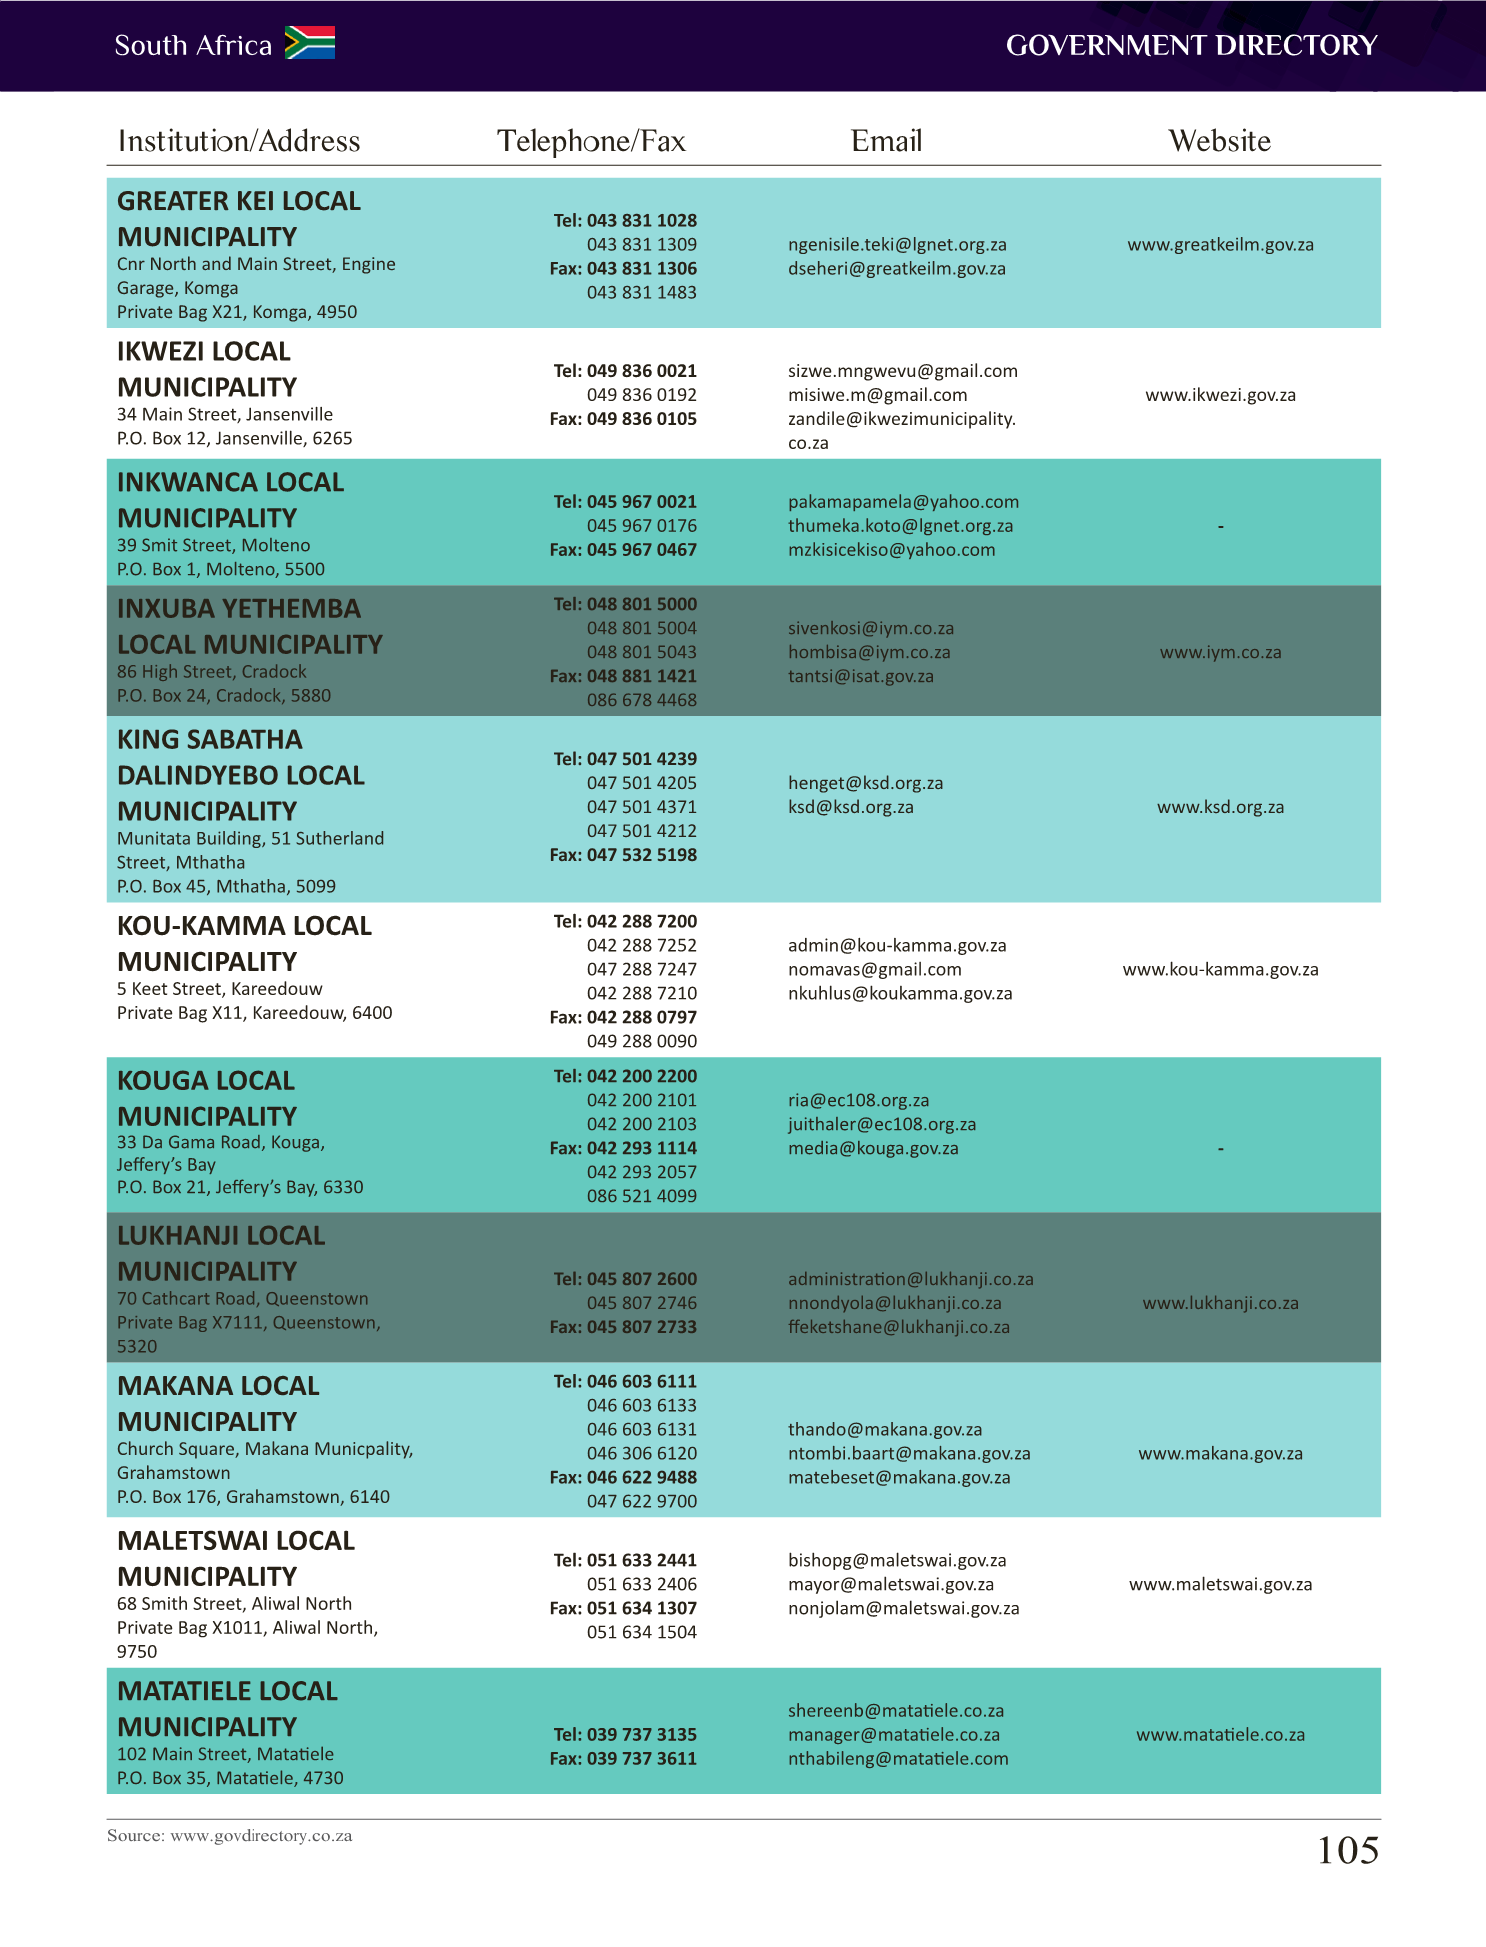 South Africa
GOVERNMENT DIRECTORY
Institution/Address
Telephone/Fax
Email
Website
GREATER KEI LOCAL
MUNICIPALITY
Cnr North and Main Street, Engine
Garage, Komga
Private Bag X21, Komga, 4950
Tel: 043 831 1028
043 831 1309
Fax: 043 831 1306
043 831 1483
ngenisile.teki@lgnet.org.za
dseheri@greatkeilm.gov.za
www.greatkeilm.gov.za
IKWEZI LOCAL
MUNICIPALITY
34 Main Street, Jansenville
P.O. Box 12, Jansenville, 6265
Tel: 049 836 0021
049 836 0192
Fax: 049 836 0105
sizwe.mngwevu@gmail.com
misiwe.m@gmail.com
zandile@ikwezimunicipality.
co.za
www.ikwezi.gov.za
INKWANCA LOCAL
MUNICIPALITY
39 Smit Street, Molteno
P.O. Box 1, Molteno, 5500
Tel: 045 967 0021
045 967 0176
Fax: 045 967 0467
pakamapamela@yahoo.com
thumeka.koto@lgnet.org.za
mzkisicekiso@yahoo.com
-
INXUBA YETHEMBA
LOCAL MUNICIPALITY
86 High Street, Cradock
P.O. Box 24, Cradock, 5880
Tel: 048 801 5000
048 801 5004
048 801 5043
Fax: 048 881 1421
086 678 4468
sivenkosi@iym.co.za
hombisa@iym.co.za
tantsi@isat.gov.za
www.iym.co.za
KING SABATHA
DALINDYEBO LOCAL
MUNICIPALITY
Munitata Building, 51 Sutherland
Street, Mthatha
P.O. Box 45, Mthatha, 5099
Tel: 047 501 4239
047 501 4205
047 501 4371
047 501 4212
Fax: 047 532 5198
henget@ksd.org.za
ksd@ksd.org.za
www.ksd.org.za
KOU-KAMMA LOCAL
MUNICIPALITY
5 Keet Street, Kareedouw
Private Bag X11, Kareedouw, 6400
Tel: 042 288 7200
042 288 7252
047 288 7247
042 288 7210
Fax: 042 288 0797
049 288 0090
admin@kou-kamma.gov.za
nomavas@gmail.com
nkuhlus@koukamma.gov.za
www.kou-kamma.gov.za
KOUGA LOCAL
MUNICIPALITY
33 Da Gama Road, Kouga,
Jeffery’s Bay
P.O. Box 21, Jeffery’s Bay, 6330
Tel: 042 200 2200
042 200 2101
042 200 2103
Fax: 042 293 1114
042 293 2057
086 521 4099
ria@ec108.org.za
juithaler@ec108.org.za
media@kouga.gov.za
-
LUKHANJI LOCAL
MUNICIPALITY
70 Cathcart Road, Queenstown
Private Bag X7111, Queenstown,
5320
Tel: 045 807 2600
045 807 2746
Fax: 045 807 2733
administration@lukhanji.co.za
nnondyola@lukhanji.co.za
ffeketshane@lukhanji.co.za
www.lukhanji.co.za
MAKANA LOCAL
MUNICIPALITY
Church Square, Makana Municpality,
Grahamstown
P.O. Box 176, Grahamstown, 6140
Tel: 046 603 6111
046 603 6133
046 603 6131
046 306 6120
Fax: 046 622 9488
047 622 9700
thando@makana.gov.za
ntombi.baart@makana.gov.za
matebeset@makana.gov.za
www.makana.gov.za
MALETSWAI LOCAL
MUNICIPALITY
68 Smith Street, Aliwal North
Private Bag X1011, Aliwal North,
9750
Tel: 051 633 2441
051 633 2406
Fax: 051 634 1307
051 634 1504
bishopg@maletswai.gov.za
mayor@maletswai.gov.za
nonjolam@maletswai.gov.za
www.maletswai.gov.za
MATATIELE LOCAL
MUNICIPALITY
102 Main Street, Matatiele
P.O. Box 35, Matatiele, 4730
Tel: 039 737 3135
Fax: 039 737 3611
shereenb@matatiele.co.za
manager@matatiele.co.za
nthabileng@matatiele.com
www.matatiele.co.za
Source: www.govdirectory.co.za
105